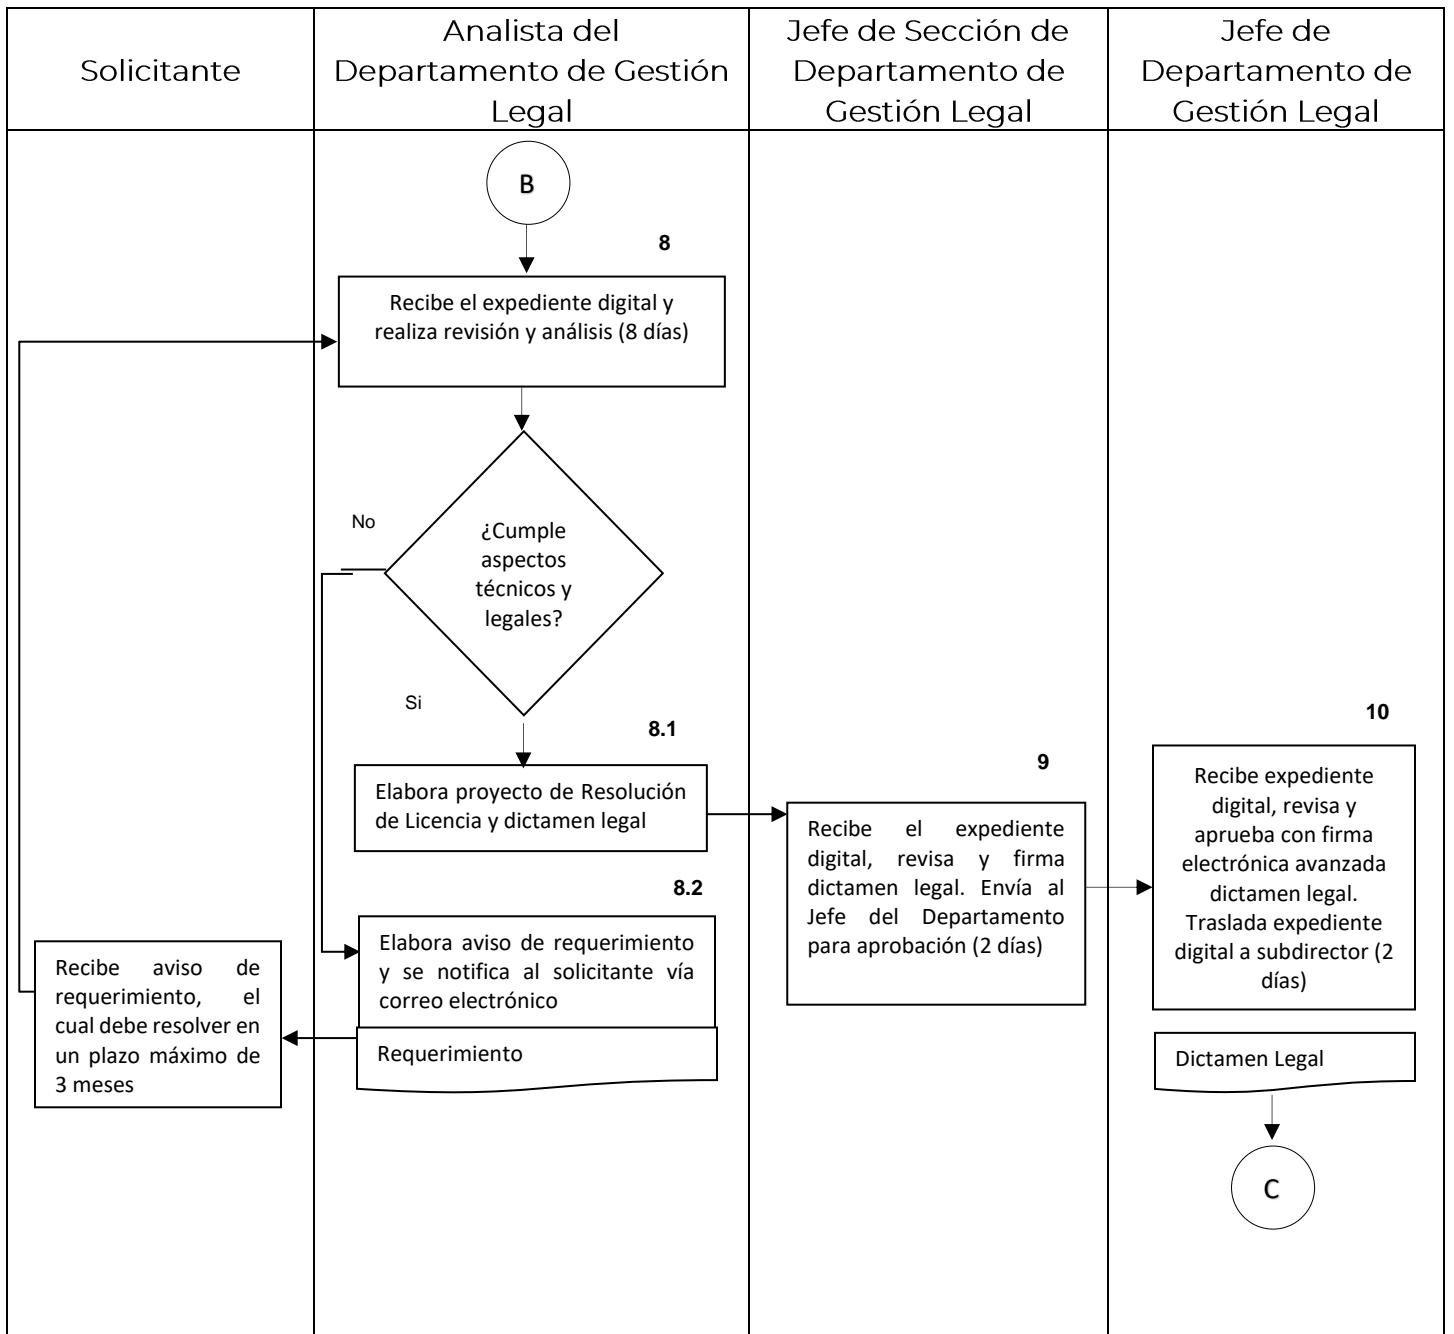 Solicitante
Analista del
Departamento de Gestión
Legal
Jefe de Sección de
Departamento de
Gestión Legal
Jefe de
Departamento de
Gestión Legal
B
8
Recibe el expediente digital y
realiza revisión y análisis (8 días)
No
¿Cumple
aspectos
técnicos y
legales?
Si
8.1
Elabora proyecto de Resolución
de Licencia y dictamen legal
8.2
Elabora aviso de requerimiento
y se notifica al solicitante vía
correo electrónico
Requerimiento
Recibe aviso de
requerimiento, el
cual debe resolver en
un plazo máximo de
3 meses
9
Recibe el expediente
digital, revisa y firma
dictamen legal. Envía al
Jefe del Departamento
para aprobación (2 días)
10
Recibe expediente
digital, revisa y
aprueba con firma
electrónica avanzada
dictamen legal.
Traslada expediente
digital a subdirector (2
días)
Dictamen Legal
C